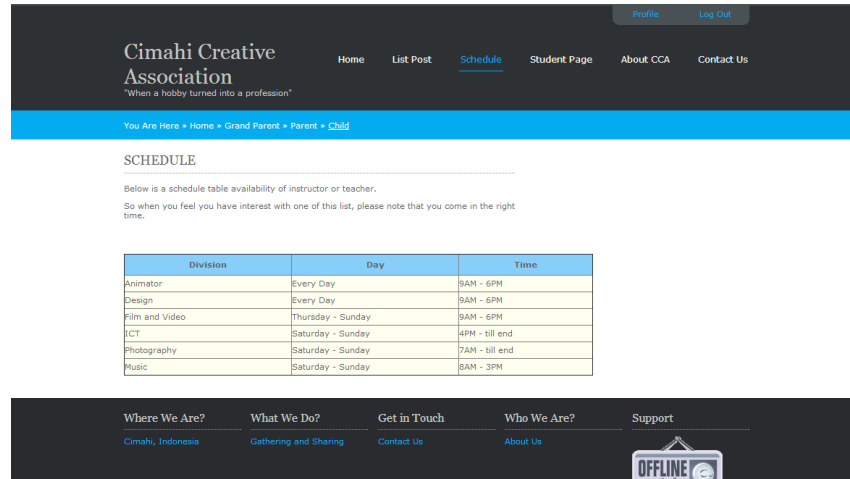 Profile Log Out
Cimahi Creative
Association
"When a hobby turned into a profession"
Home List Post Schedule Student Page About CCA Contact Us
You Are Here » Home » Grand Parent » Parent » Child
SCHEDULE
Below is a schedule table availability of instructor or teacher.
So when you feel you have interest with one of this list, please note that you come in the right
time.
Division Day Time
Animator Every Day 9AM - 6PM
Design Every Day 9AM - 6PM
Film and Video Thursday - Sunday 9AM - 6PM
ICT Saturday - Sunday 4PM - till end
Photography Saturday - Sunday 7AM - till end
Music Saturday - Sunday 8AM - 3PM
Where We Are? What We Do? Get in Touch Who We Are? Support
Cimahi, Indonesia Gathering and Sharing Contact Us About Us
OFFLINE